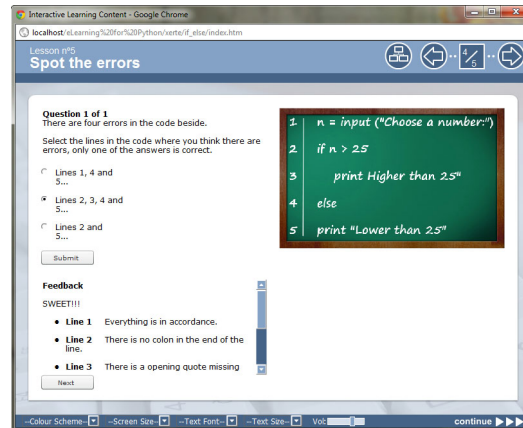 Interactive Learning Content - Google Chrome
localhost/eLearning%20for%20Python/xerte/if_else/index.htm
Lesson nº5
Spot the errors
4/5
Question 1 of 1
There are four errors in the code beside.
Select the lines in the code where you think there are
errors, only one of the answers is correct.
Lines 1, 4 and
5...
Lines 2, 3, 4 and
5...
Lines 2 and
5...
Submit
Feedback
SWEET!!!
Line 1 Everything is in accordance.
Line 2 There is no colon in the end of the
line.
Line 3 There is a opening quote missing
Next
1 n = input ("Choose a number:")
2 if n > 25
3 print Higher than 25"
4 else
5 print "Lower than 25"
--Colour Scheme-- --Screen Size-- --Text Font-- --Text Size-- Vol: continue